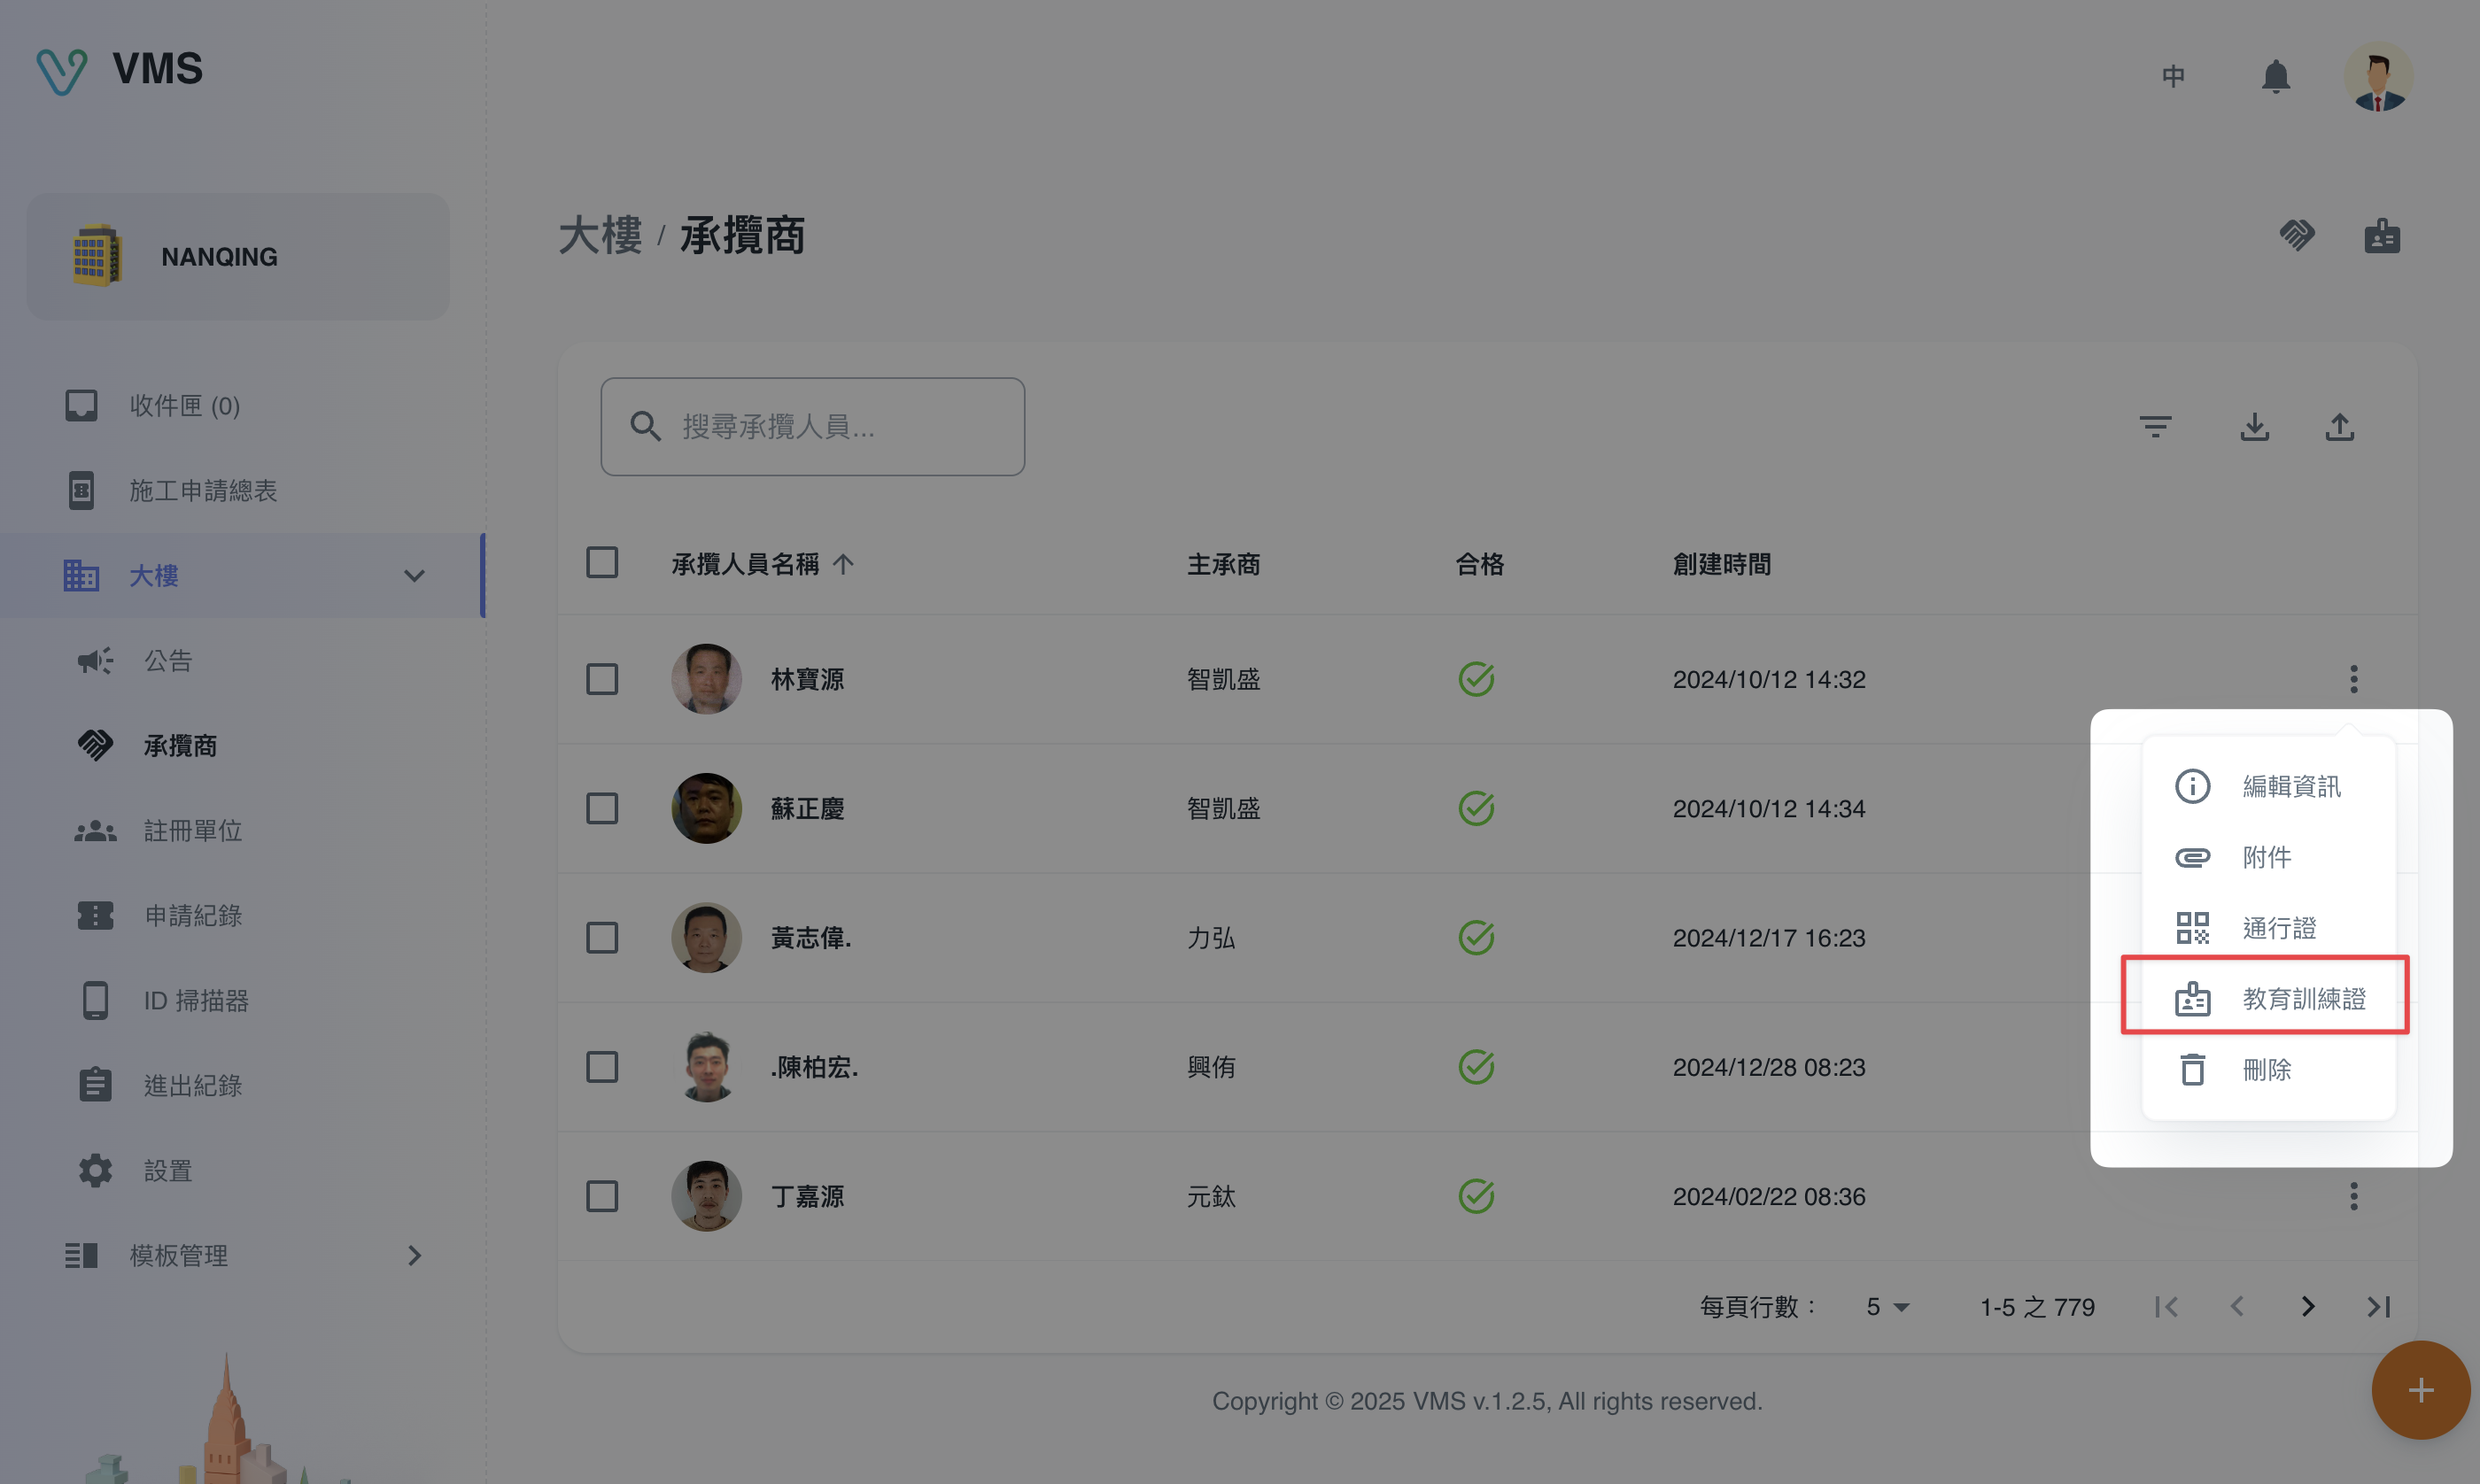 VMS
中
NANQING
大樓 / 承攬商
收件匣 (0)
施工申請總表
大樓
公告
承攬商
註冊單位
申請紀錄
ID 掃描器
進出紀錄
設置
模板管理
搜尋承攬人員...
承攬人員名稱 主承商 合格 創建時間
林寶源 智凱盛 2024/10/12 14:32
蘇正慶 智凱盛 2024/10/12 14:34
黃志偉. 力弘 2024/12/17 16:23
.陳柏宏. 興侑 2024/12/28 08:23
丁嘉源 元鈦 2024/02/22 08:36
編輯資訊
附件
通行證
教育訓練證
刪除
每頁行數： 5 1-5 之 779
Copyright © 2025 VMS v.1.2.5, All rights reserved.